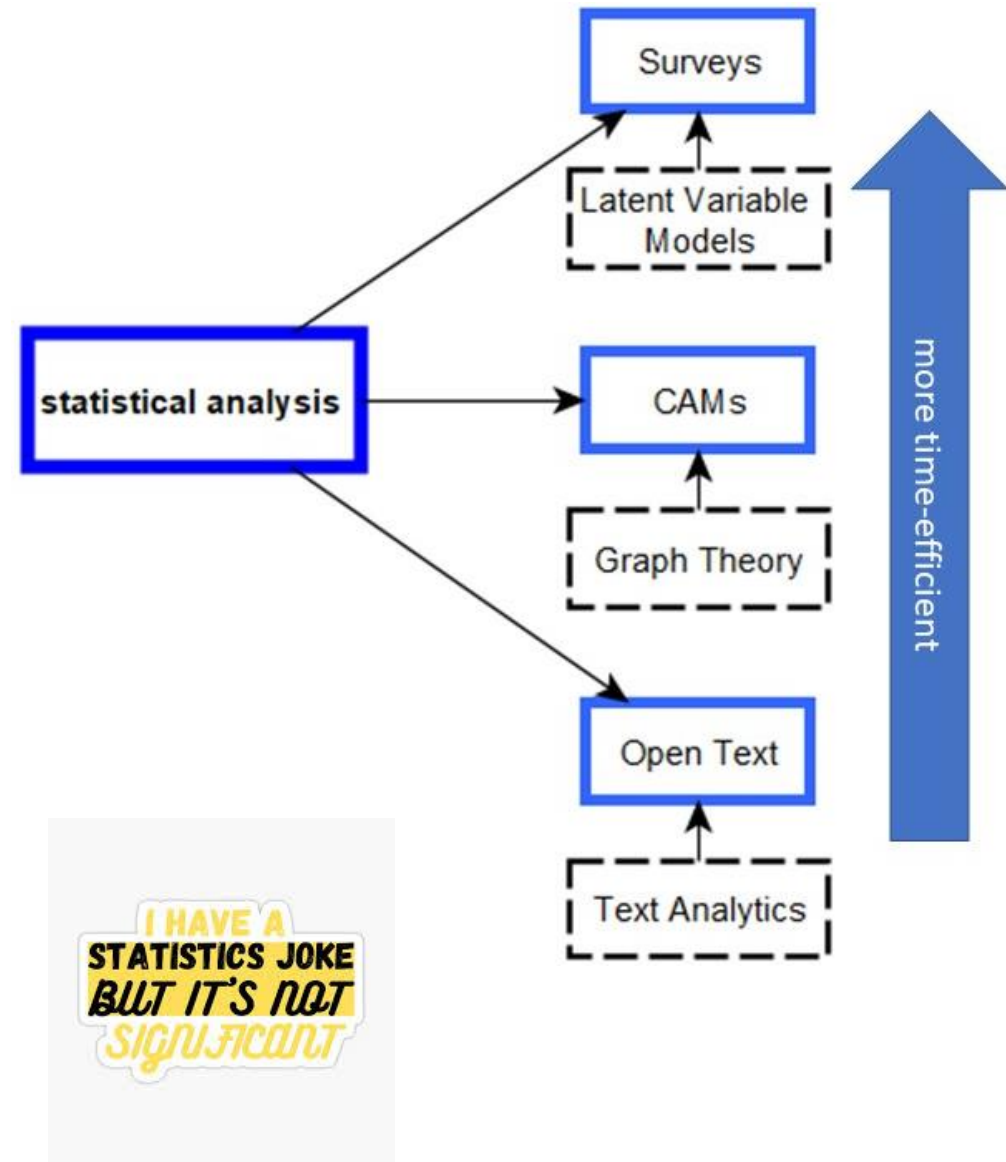 Surveys
Latent Variable
Models
statistical analysis
CAMs
more time-efficient
Graph Theory
Open Text
Text Analytics
I HAVE A
STATISTICS JOKE
BUT IT'S NOT
SIGNIFICANT